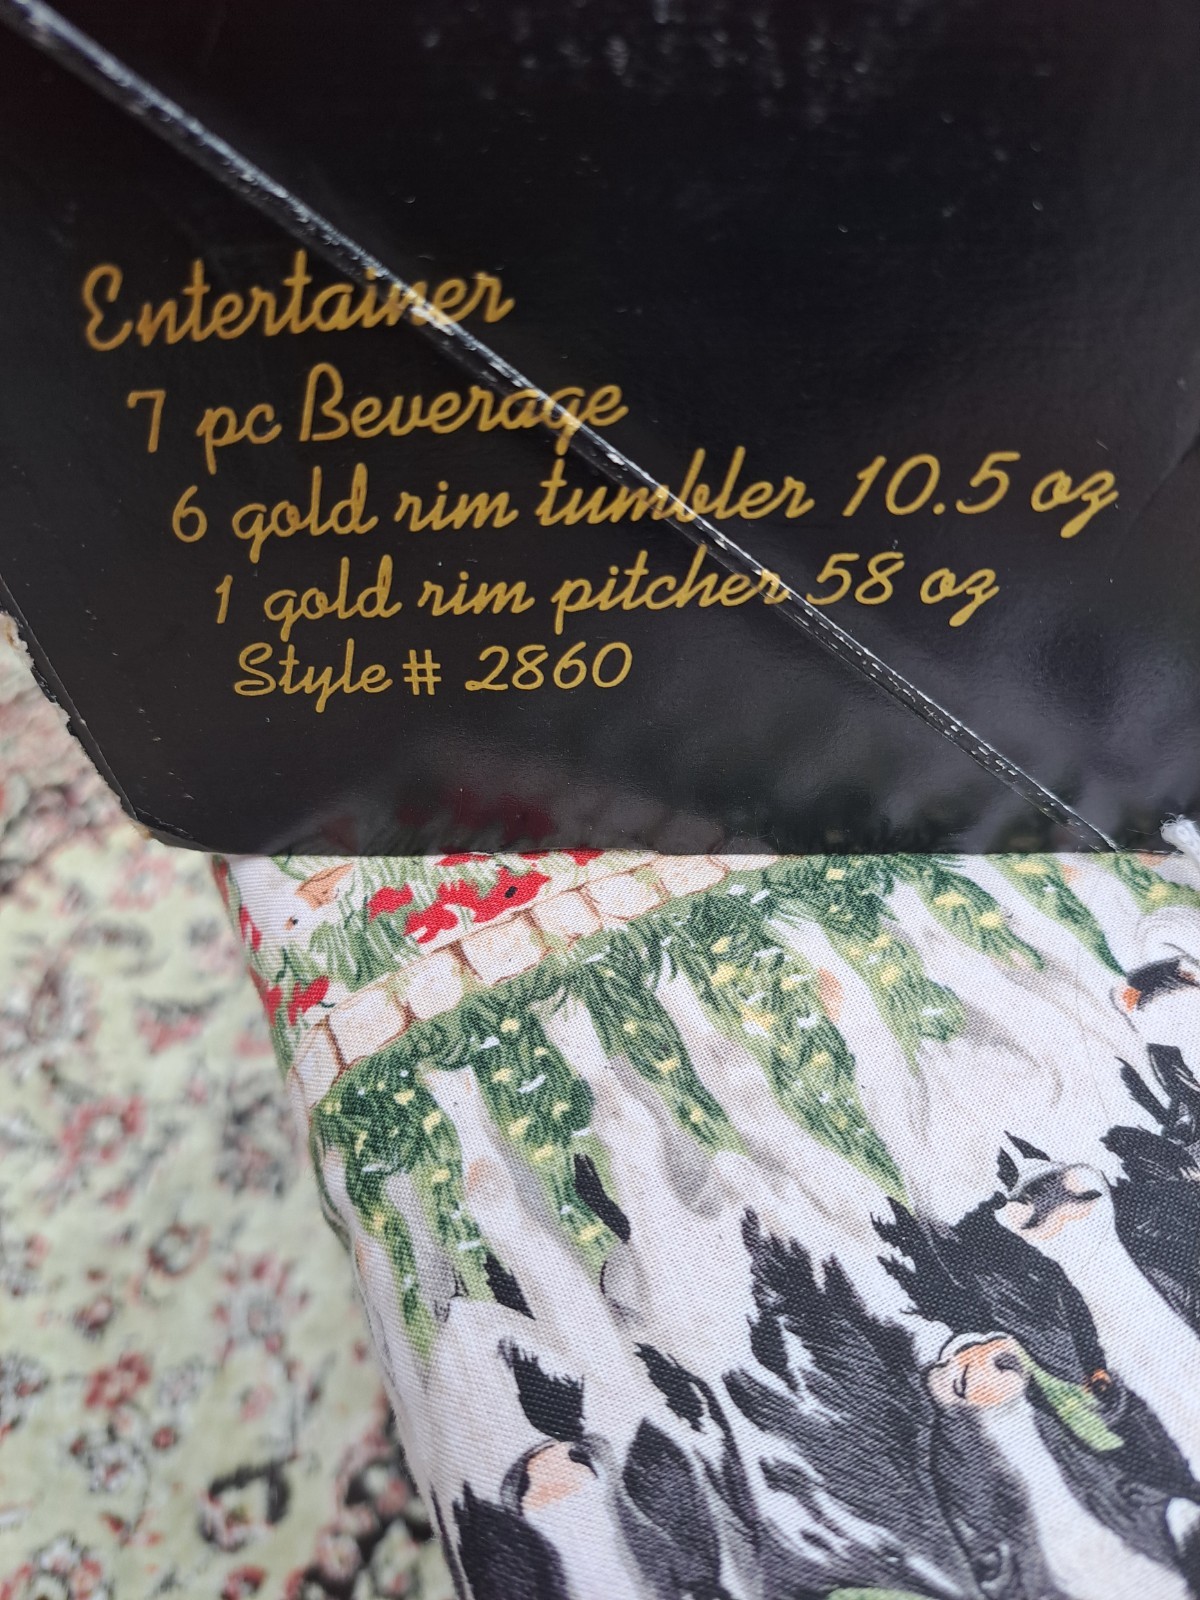 Entertainer
7 pc Beverage
6 gold rim tumbler 10.5 oz
1 gold rim pitcher 58 oz
Style # 2860